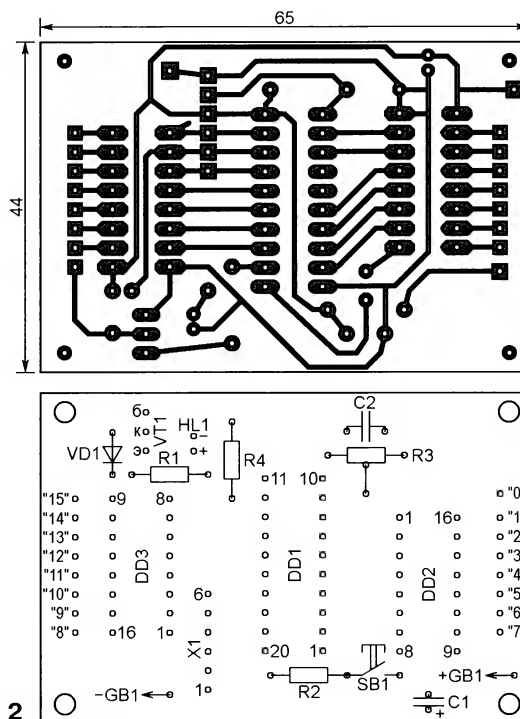 65
44
C2
б
к VT1 HL1 −
э +
VD1
R1
R4
R3
11 10
"15" 9 8
"0"
"14" 1 16 "1"
"13" "2"
"12" "3"
"11" DD3 DD1 DD2 "4"
"10" 6 "5"
"9" "6"
"8" 16 1 X1 20 1 8 9 "7"
R2 SB1
1
−GB1 +GB1
C1
+
2